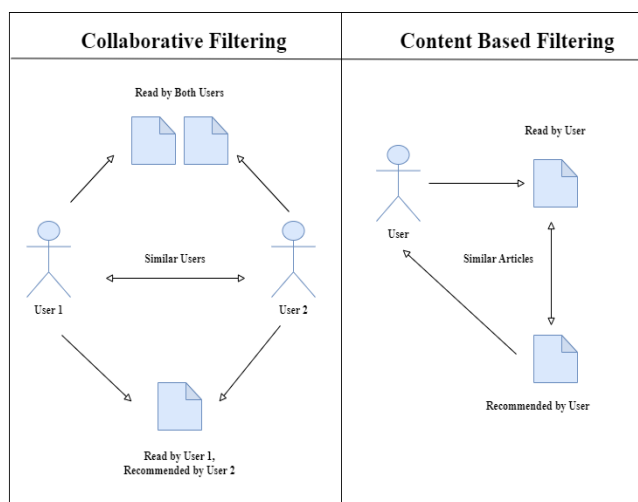 Collaborative Filtering
Read by Both Users
Similar Users
User 1
User 2
Read by User 1,
Recommended by User 2
Content Based Filtering
Read by User
User
Similar Articles
Recommended by User